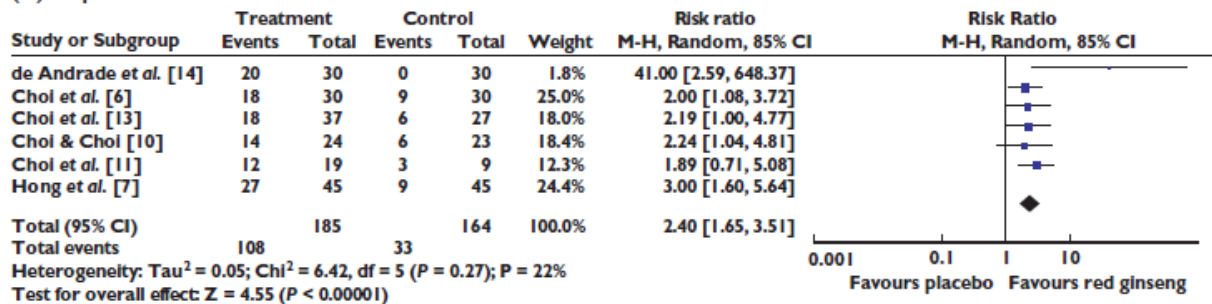 Treatment Control Risk ratio Risk Ratio
Study or Subgroup Events Total Events Total Weight M-H, Random, 85% CI M-H, Random, 85% CI
de Andrade et al. [14] 20 30 0 30 1.8% 41.00 [2.59, 648.37]
Choi et al. [6] 18 30 9 30 25.0% 2.00 [1.08, 3.72]
Choi et al. [13] 18 37 6 27 18.0% 2.19 [1.00, 4.77]
Choi & Choi [10] 14 24 6 23 18.4% 2.24 [1.04, 4.81]
Choi et al. [11] 12 19 3 9 12.3% 1.89 [0.71, 5.08]
Hong et al. [7] 27 45 9 45 24.4% 3.00 [1.60, 5.64]
Total (95% CI) 185 164 100.0% 2.40 [1.65, 3.51]
Total events 108 33
Heterogeneity: Tau² = 0.05; Chi² = 6.42, df = 5 (P = 0.27); P = 22%
Test for overall effect: Z = 4.55 (P < 0.00001)
0.001 0.1 1 10
Favours placebo Favours red ginseng